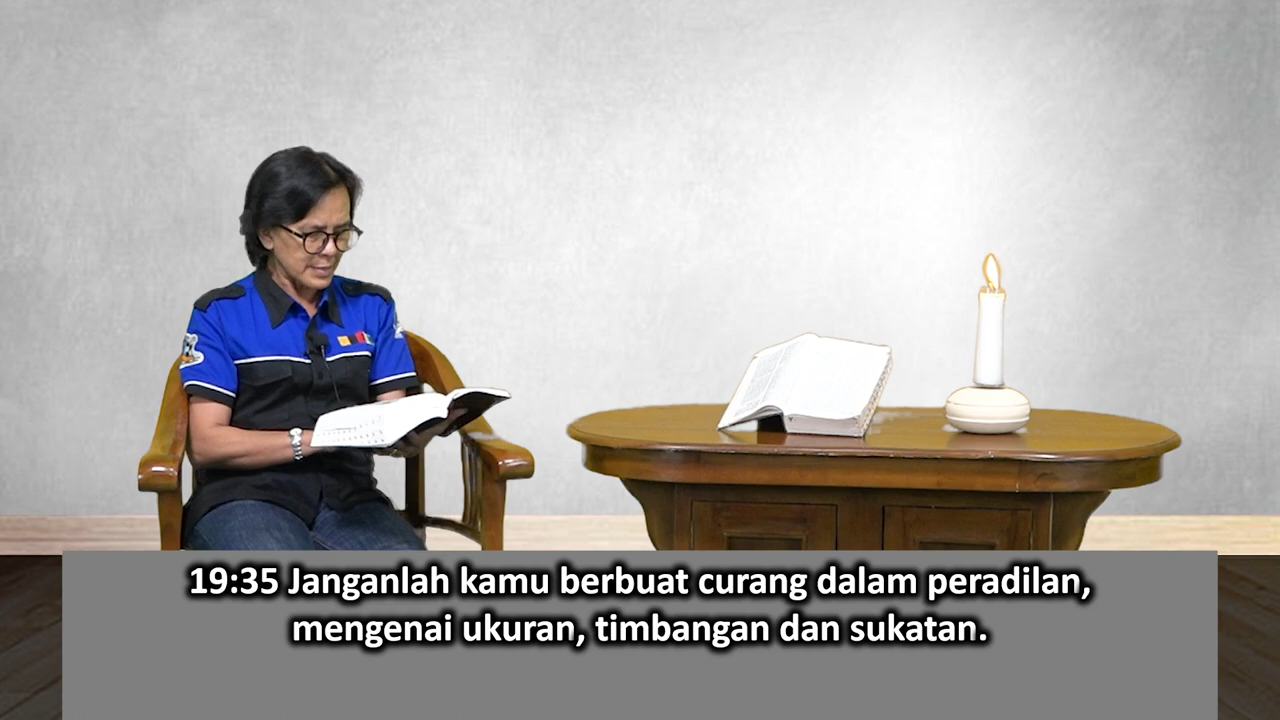 19:35 Janganlah kamu berbuat curang dalam peradilan,
mengenai ukuran, timbangan dan sukatan.